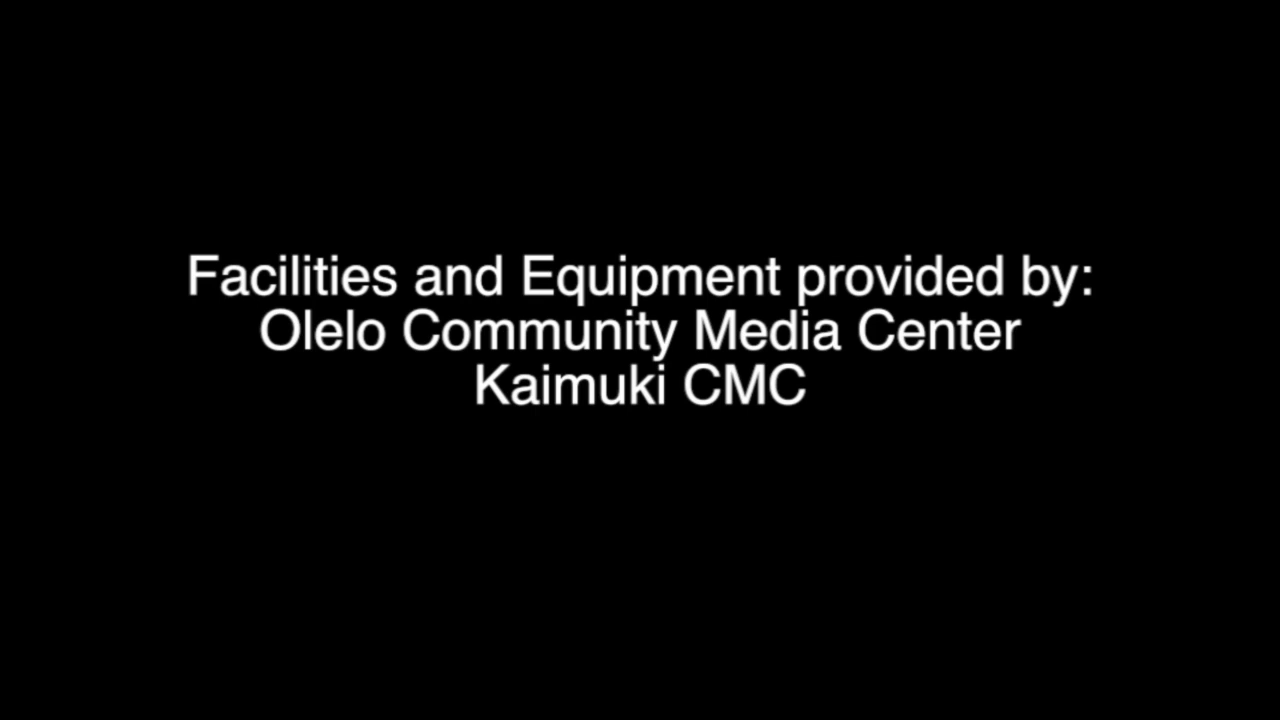 Facilities and Equipment provided by:
Olelo Community Media Center
Kaimuki CMC